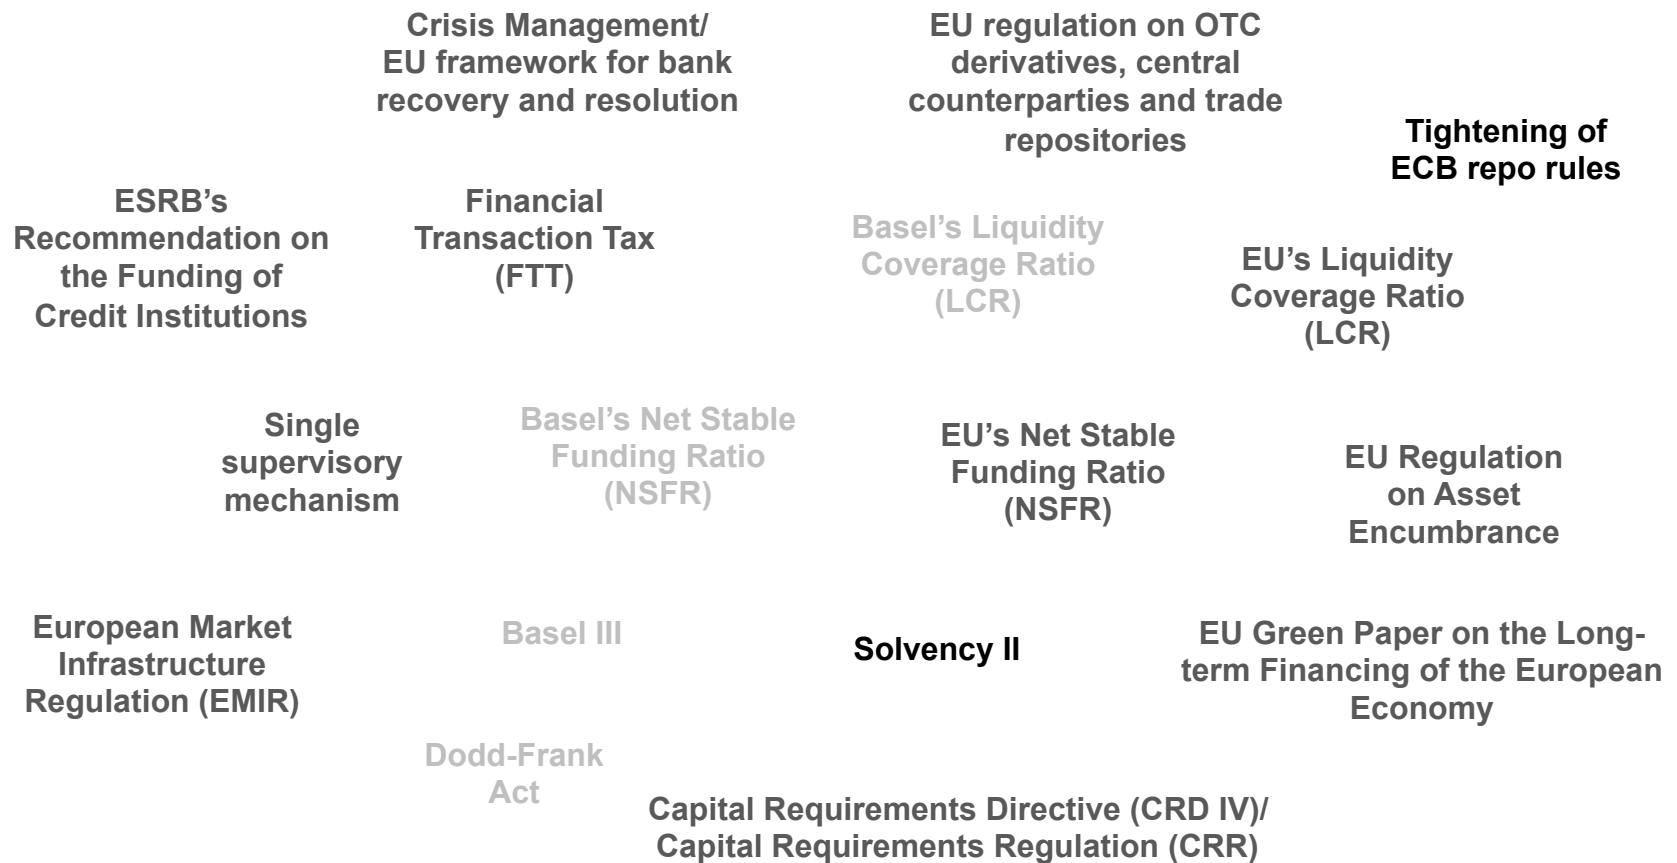 Crisis Management/
EU framework for bank
recovery and resolution
EU regulation on OTC
derivatives, central
counterparties and trade
repositories
Tightening of
ECB repo rules
ESRB’s
Recommendation on
the Funding of
Credit Institutions
Financial
Transaction Tax
(FTT)
Basel’s Liquidity
Coverage Ratio
(LCR)
EU’s Liquidity
Coverage Ratio
(LCR)
Single
supervisory
mechanism
Basel’s Net Stable
Funding Ratio
(NSFR)
EU’s Net Stable
Funding Ratio
(NSFR)
EU Regulation
on Asset
Encumbrance
European Market
Infrastructure
Regulation (EMIR)
Basel III
Solvency II
EU Green Paper on the Long-
term Financing of the European
Economy
Dodd-Frank
Act
Capital Requirements Directive (CRD IV)/
Capital Requirements Regulation (CRR)